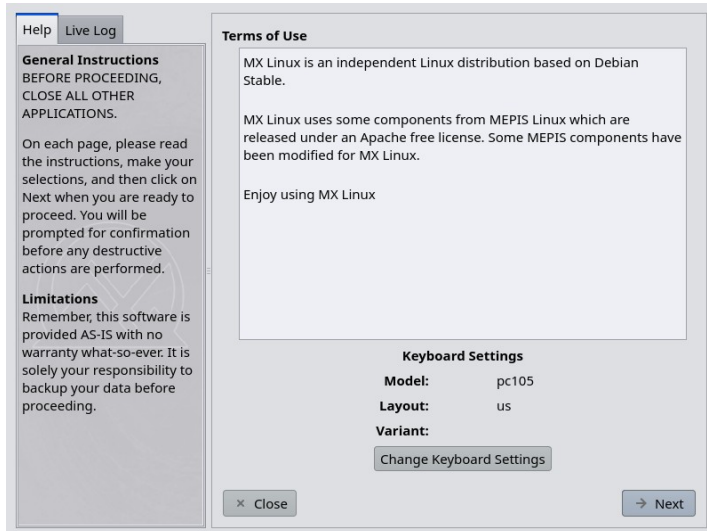 Help
Live Log
General Instructions
BEFORE PROCEEDING,
CLOSE ALL OTHER
APPLICATIONS.
On each page, please read
the instructions, make your
selections, and then click on
Next when you are ready to
proceed. You will be
prompted for confirmation
before any destructive
actions are performed.
Limitations
Remember, this software is
provided AS-IS with no
warranty what-so-ever. It is
solely your responsibility to
backup your data before
proceeding.
Terms of Use
MX Linux is an independent Linux distribution based on Debian
Stable.
MX Linux uses some components from MEPIS Linux which are
released under an Apache free license. Some MEPIS components have
been modified for MX Linux.
Enjoy using MX Linux
Keyboard Settings
Model: pc105
Layout: us
Variant:
Change Keyboard Settings
Close
Next